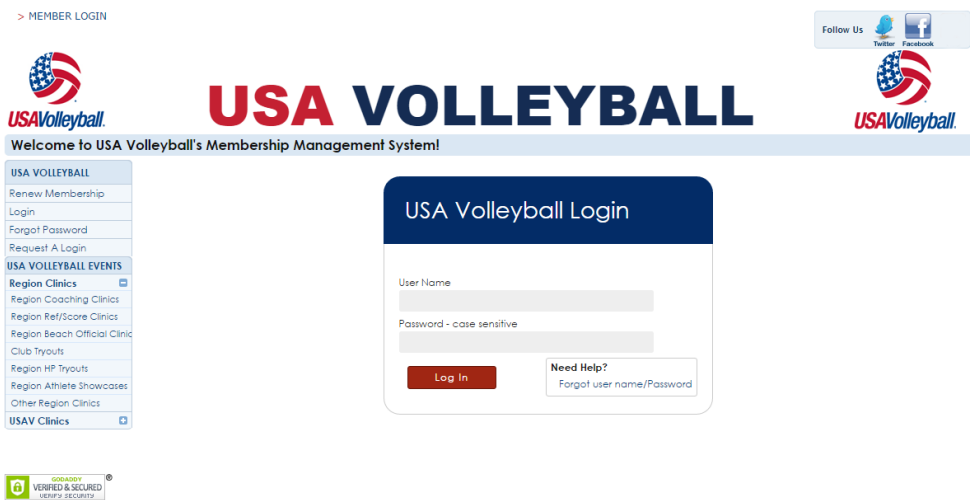 > MEMBER LOGIN
Follow Us
Twitter Facebook
USAVolleyball.
USA VOLLEYBALL
USAVolleyball.
Welcome to USA Volleyball's Membership Management System!
USA VOLLEYBALL
Renew Membership
Login
Forgot Password
Request A Login
USA VOLLEYBALL EVENTS
Region Clinics
Region Coaching Clinics
Region Ref/Score Clinics
Region Beach Official Clinic
Club Tryouts
Region HP Tryouts
Region Athlete Showcases
Other Region Clinics
USAV Clinics
USA Volleyball Login
User Name
Password - case sensitive
Log In
Need Help?
Forgot user name/Password
GODADDY
VERIFIED & SECURED
VERIFY SECURITY
®